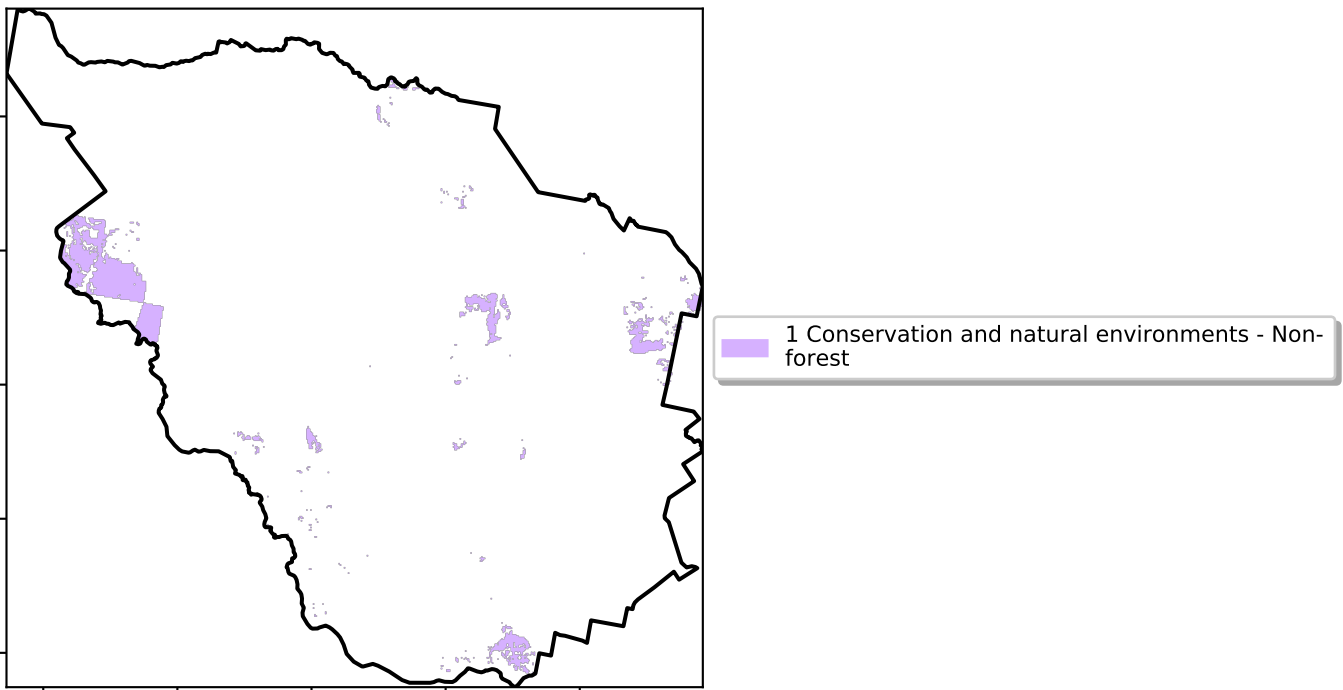 1 Conservation and natural environments - Non-
forest